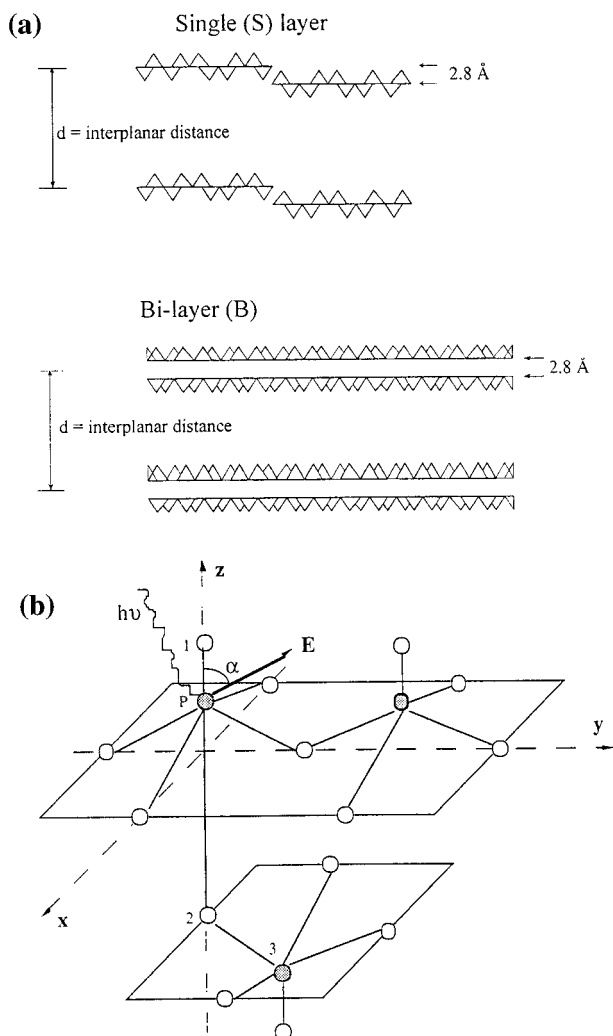 (a)
Single (S) layer
2.8 Å
d = interplanar distance
Bi-layer (B)
2.8 Å
d = interplanar distance
(b)
z
hυ
1
E
α
P
y
x
2
3